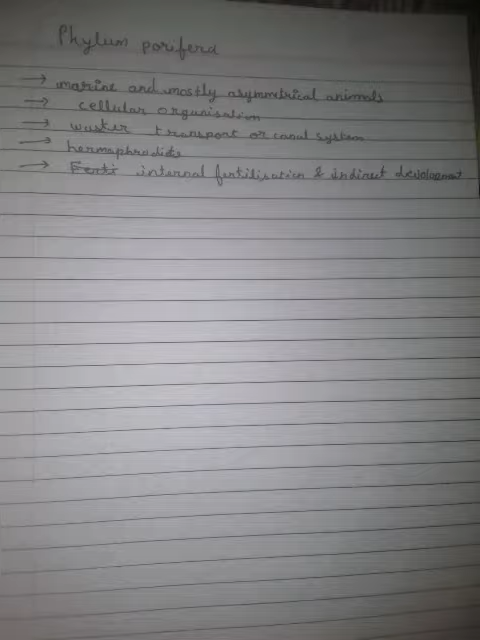 Phylum porifera
→ marine and mostly asymmetrical animals
→ cellular organisation
→ water transport or canal system
→ hermaphrodite
→ Ferti internal fertilisation & indirect development